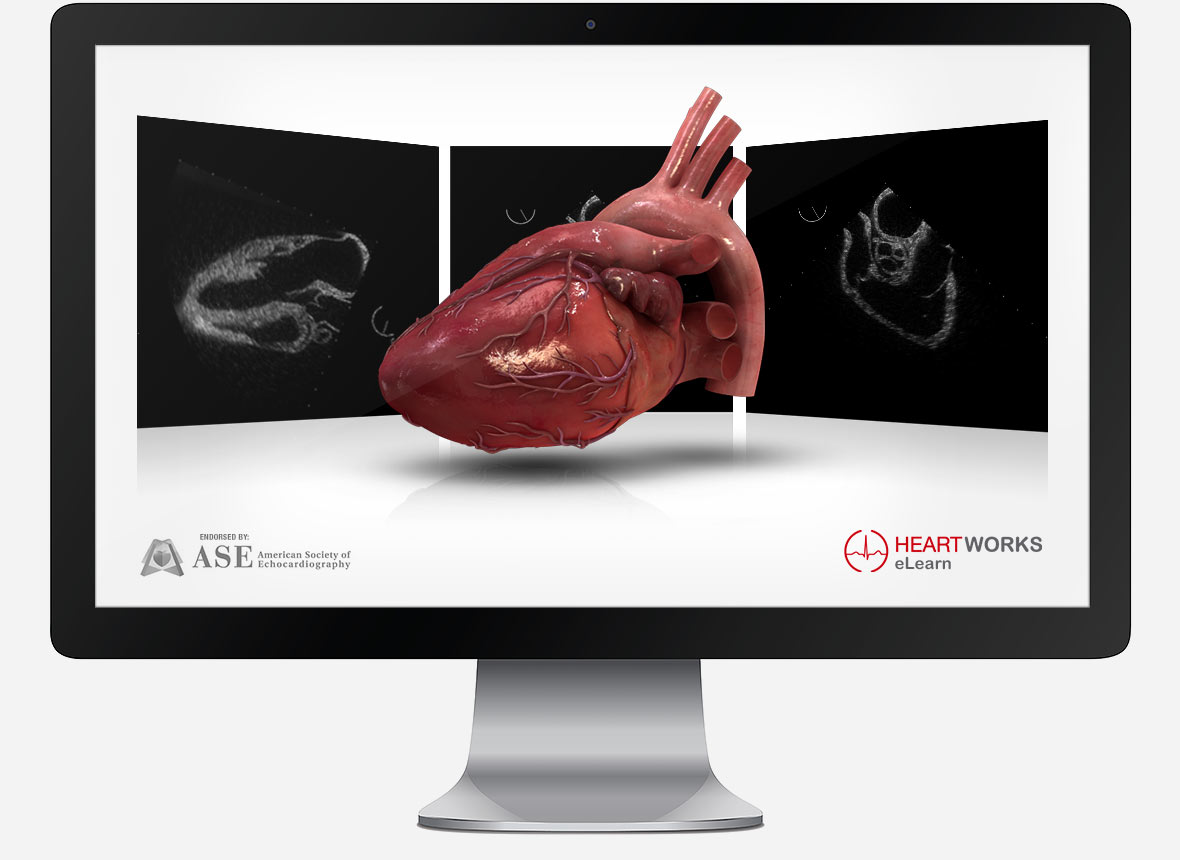 ENDORSED BY:
ASE American Society of
Echocardiography
HEARTWORKS
eLearn